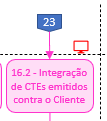 23
16.2 - Integração
de CTEs emitidos
contra o Cliente